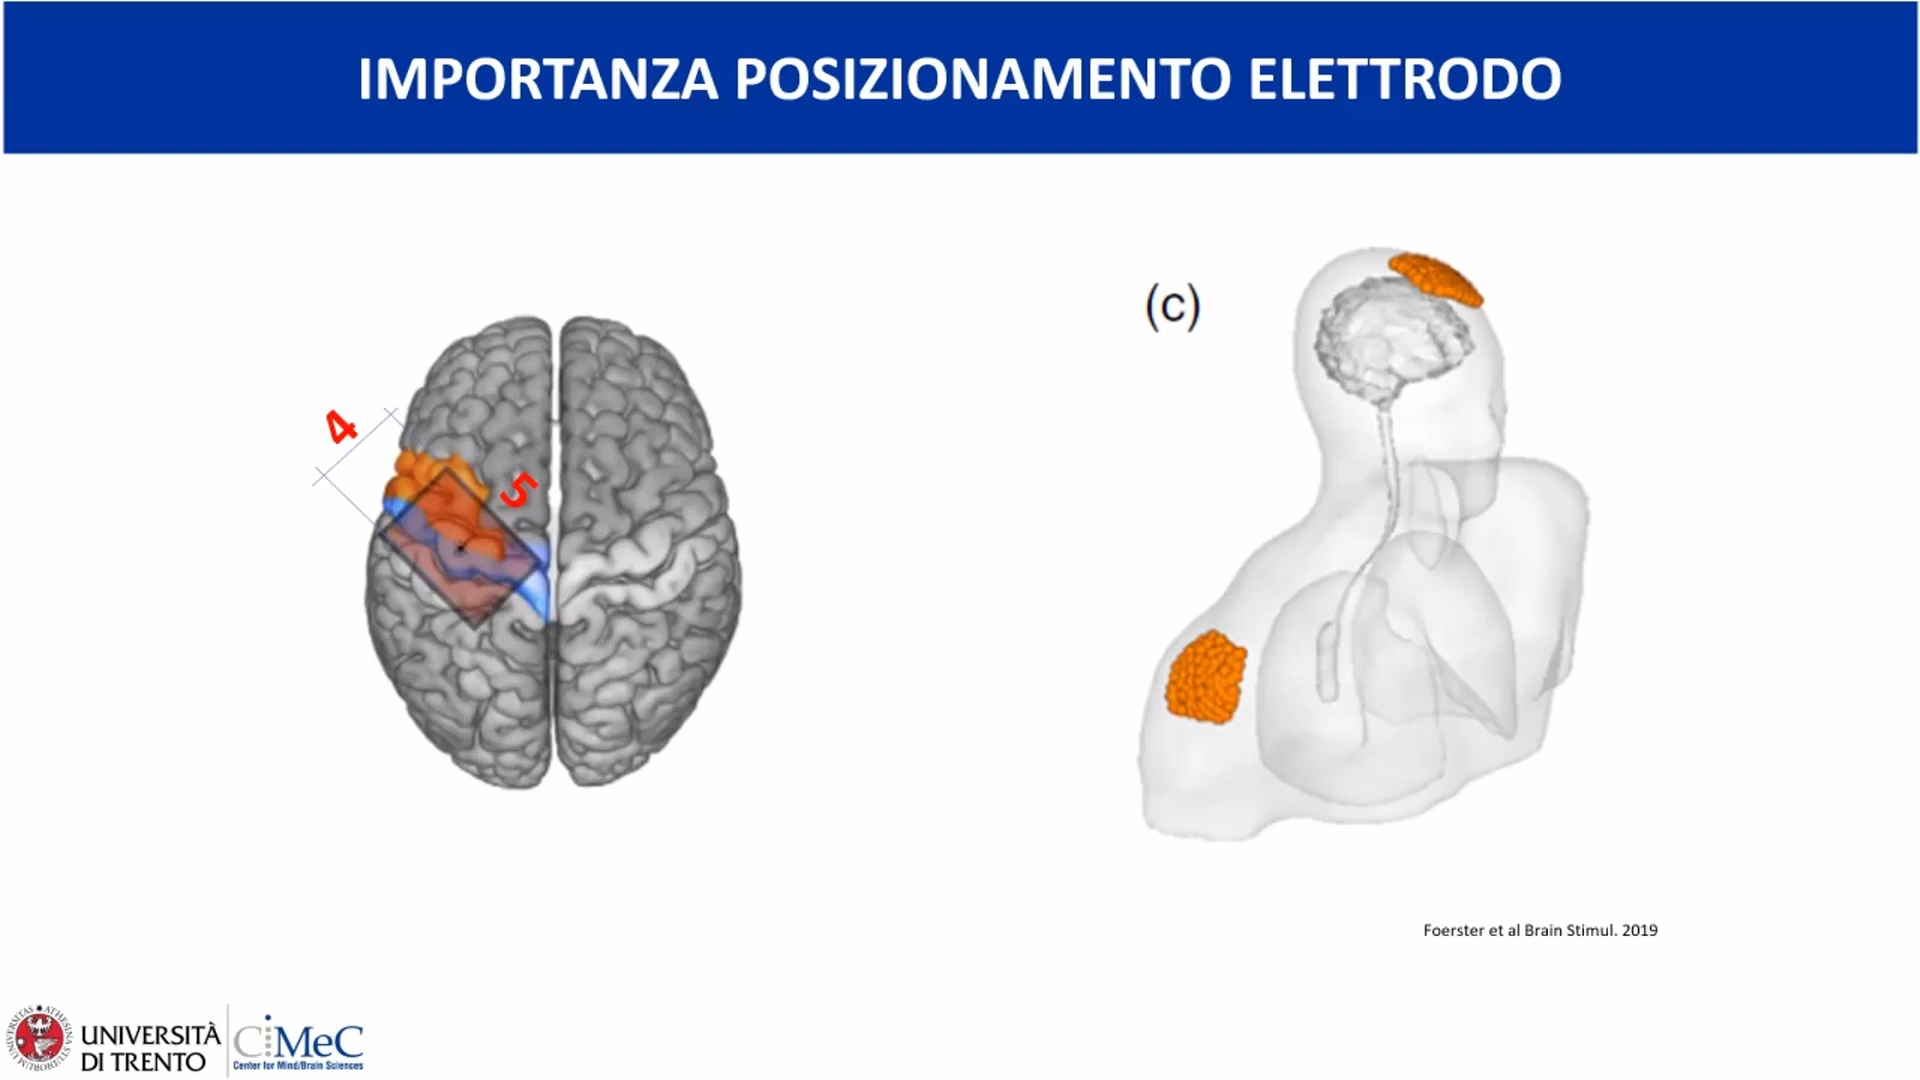 IMPORTANZA POSIZIONAMENTO ELETTRODO
4
5
(c)
Foerster et al Brain Stimul. 2019
UNIVERSITÀ
DI TRENTO
CiMeC
Center for Mind/Brain Sciences